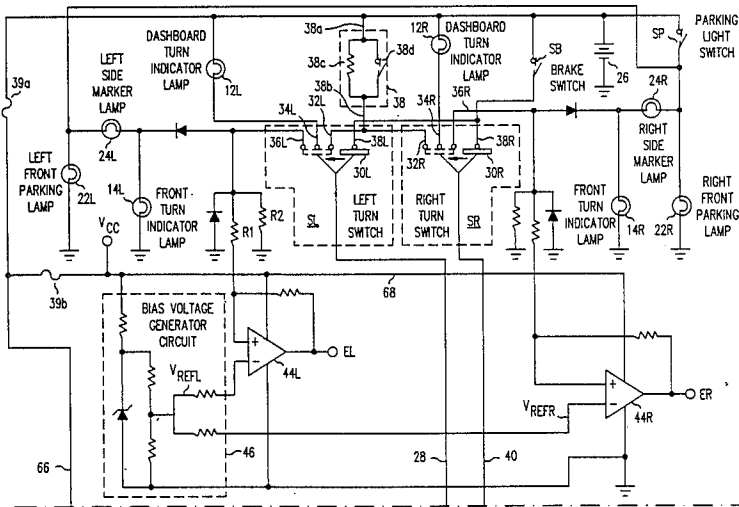 39a
DASHBOARD
TURN
INDICATOR
LAMP
12L
LEFT
SIDE
MARKER
LAMP
24L
38a
38c
38d
38b
38
12R
DASHBOARD
TURN
INDICATOR
LAMP
SB
BRAKE
SWITCH
26
SP
PARKING
LIGHT
SWITCH
24R
RIGHT
SIDE
MARKER
LAMP
34L
32L
36L
38L
30L
34R
36R
32R
38R
30R
LEFT
FRONT
PARKING
LAMP
22L
14L
FRONT
TURN
INDICATOR
LAMP
R1
R2
SL
LEFT
TURN
SWITCH
RIGHT
TURN
SWITCH
SR
FRONT
TURN
INDICATOR
LAMP
14R
RIGHT
FRONT
PARKING
LAMP
22R
VCC
39b
68
BIAS VOLTAGE
GENERATOR
CIRCUIT
VREFL
+
−
44L
EL
VREFR
+
−
44R
ER
66
46
28
40